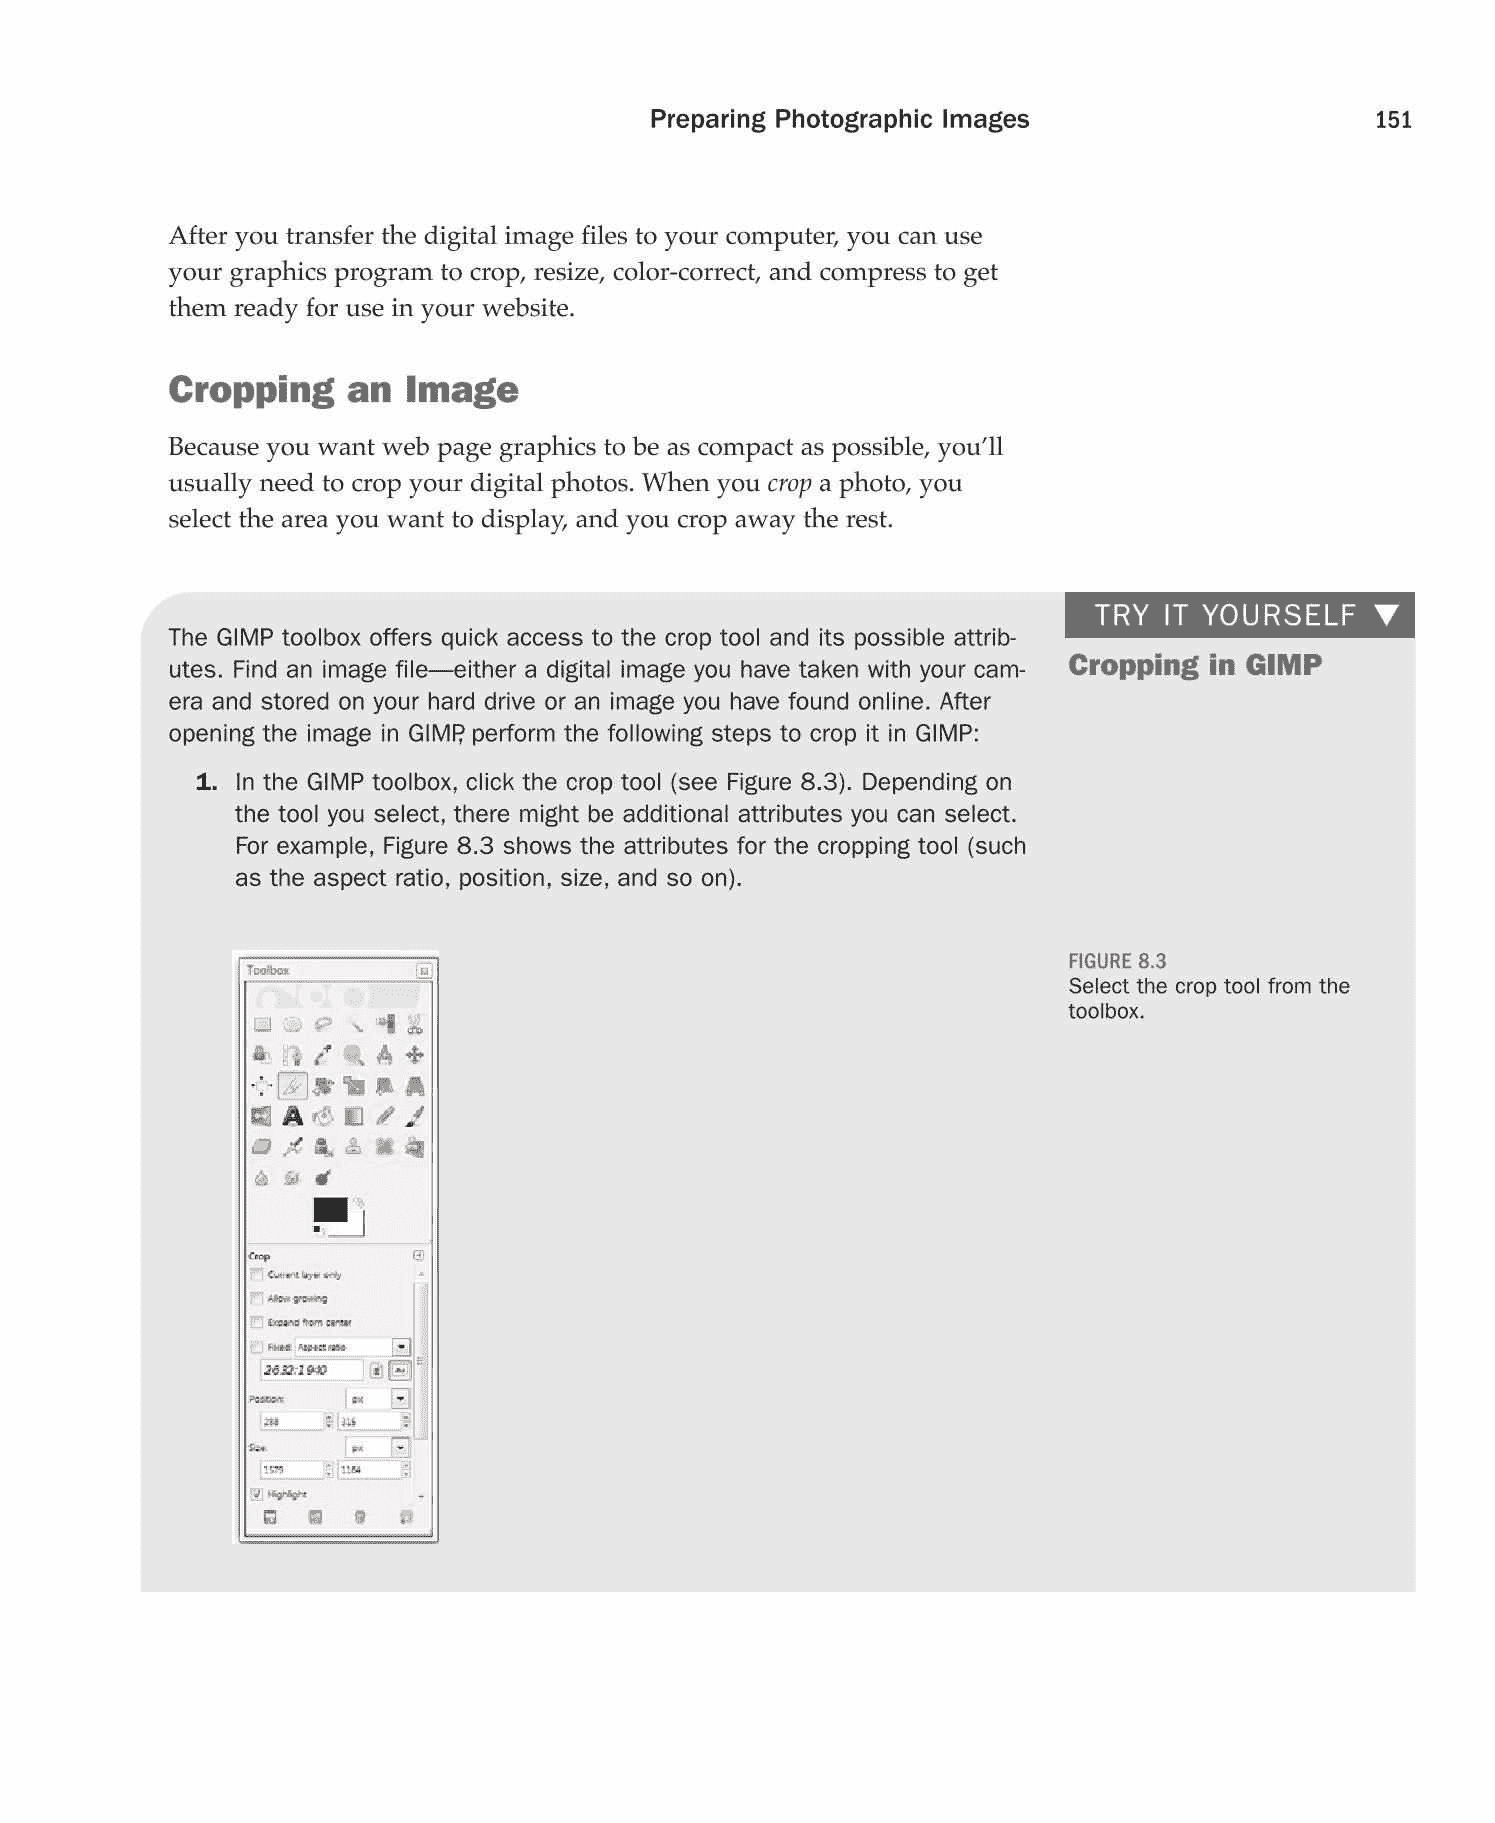 Preparing Photographic Images 151
After you transfer the digital image files to your computer, you can use
your graphics program to crop, resize, color-correct, and compress to get
them ready for use in your website.
Cropping an Image
Because you want web page graphics to be as compact as possible, you’ll
usually need to crop your digital photos. When you crop a photo, you
select the area you want to display, and you crop away the rest.
TRY IT YOURSELF ▼
Cropping in GIMP
The GIMP toolbox offers quick access to the crop tool and its possible attrib-
utes. Find an image file—either a digital image you have taken with your cam-
era and stored on your hard drive or an image you have found online. After
opening the image in GIMP, perform the following steps to crop it in GIMP:
1. In the GIMP toolbox, click the crop tool (see Figure 8.3). Depending on
the tool you select, there might be additional attributes you can select.
For example, Figure 8.3 shows the attributes for the cropping tool (such
as the aspect ratio, position, size, and so on).
FIGURE 8.3
Select the crop tool from the
toolbox.
Toolbox
Crop
Current layer only
Allow growing
Expand from center
Fixed: Aspect ratio
2632:1940
Position: px
288 316
Size: px
1579 1184
Highlight